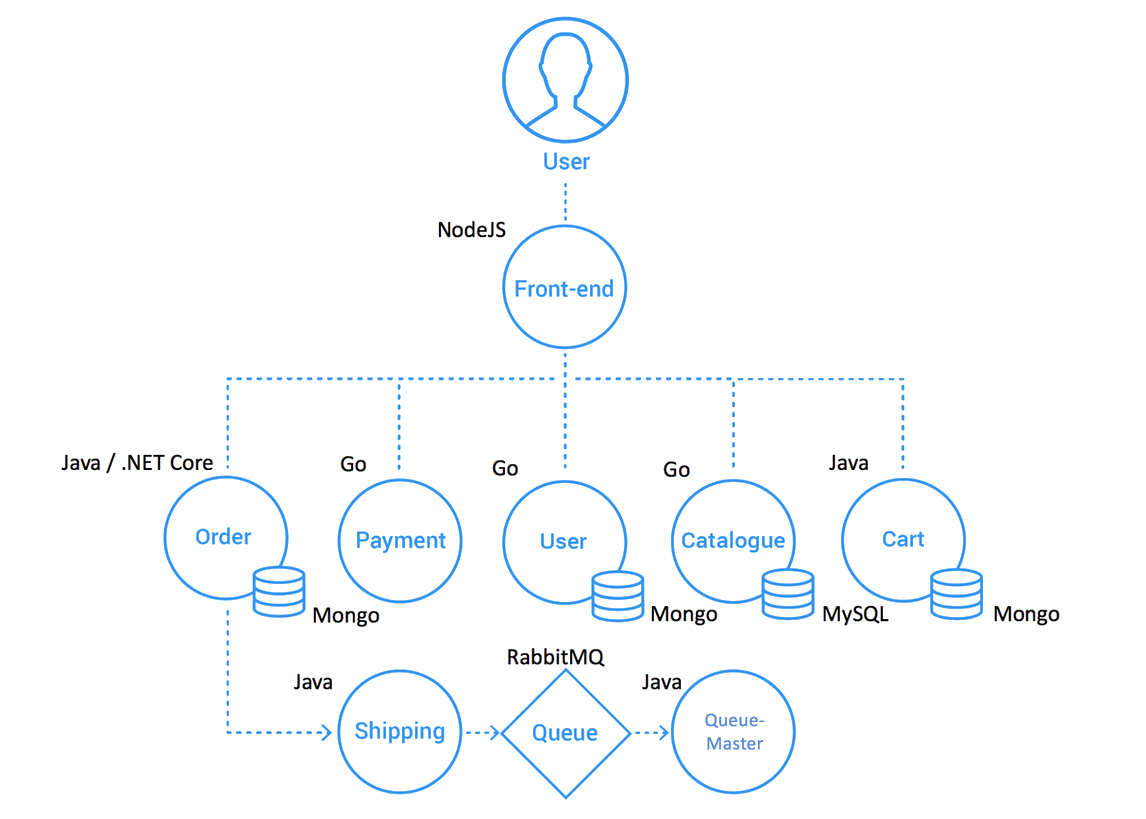 User
NodeJS
Front-end
Java / .NET Core
Go
Go
Go
Java
Order
Payment
User
Catalogue
Cart
Mongo
Mongo
MySQL
Mongo
RabbitMQ
Java
Java
Shipping
Queue
Queue-
Master